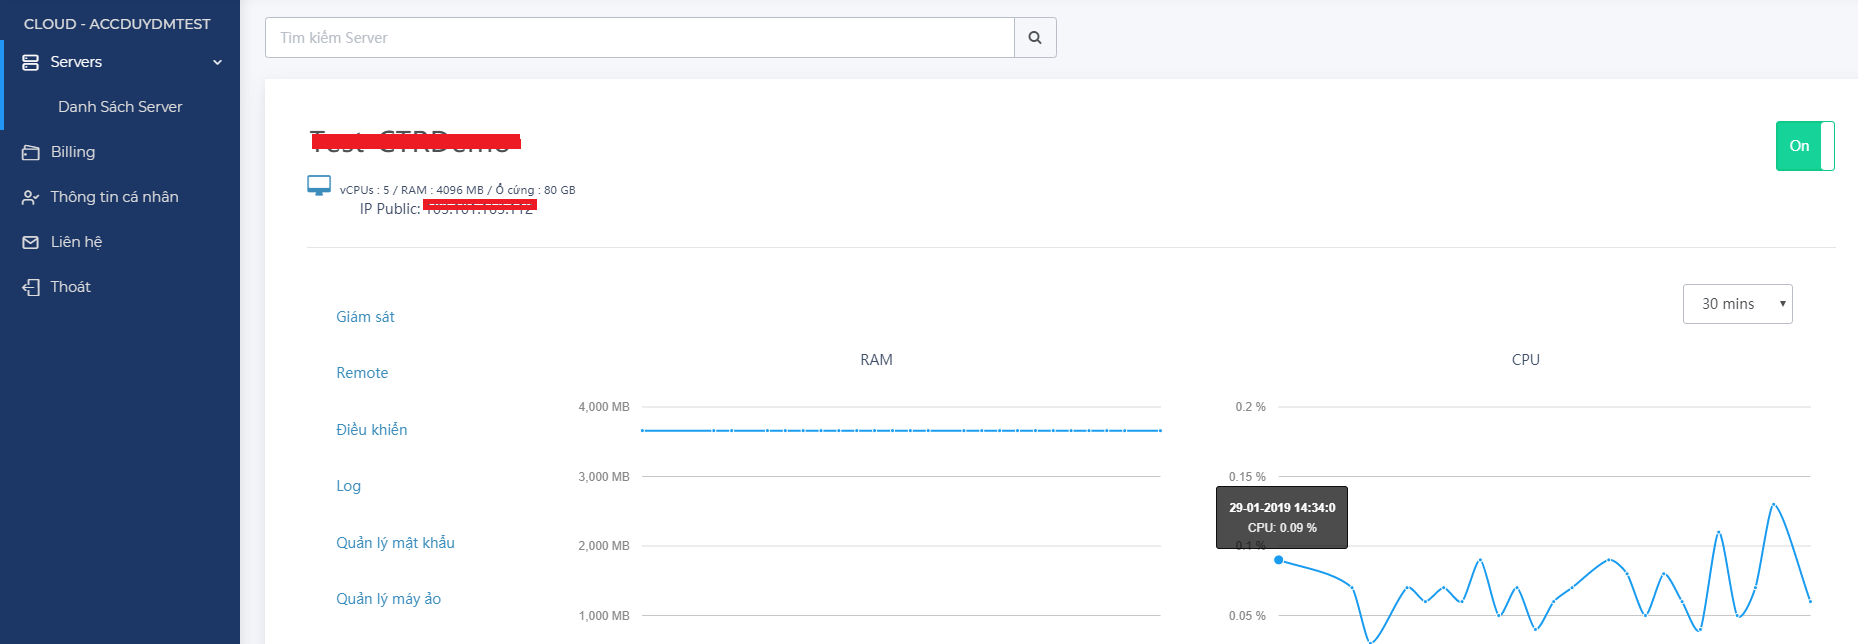 CLOUD - ACCDUYDMTEST
Servers
Danh Sách Server
Billing
Thông tin cá nhân
Liên hệ
Thoát
Tìm kiếm Server
On
vCPUs : 5 / RAM : 4096 MB / Ổ cứng : 80 GB
IP Public:
30 mins
Giám sát
Remote
Điều khiển
Log
Quản lý mật khẩu
Quản lý máy ảo
RAM
4,000 MB
3,000 MB
2,000 MB
1,000 MB
CPU
0.2 %
0.15 %
29-01-2019 14:34:0
CPU: 0.09 %
0.1 %
0.05 %